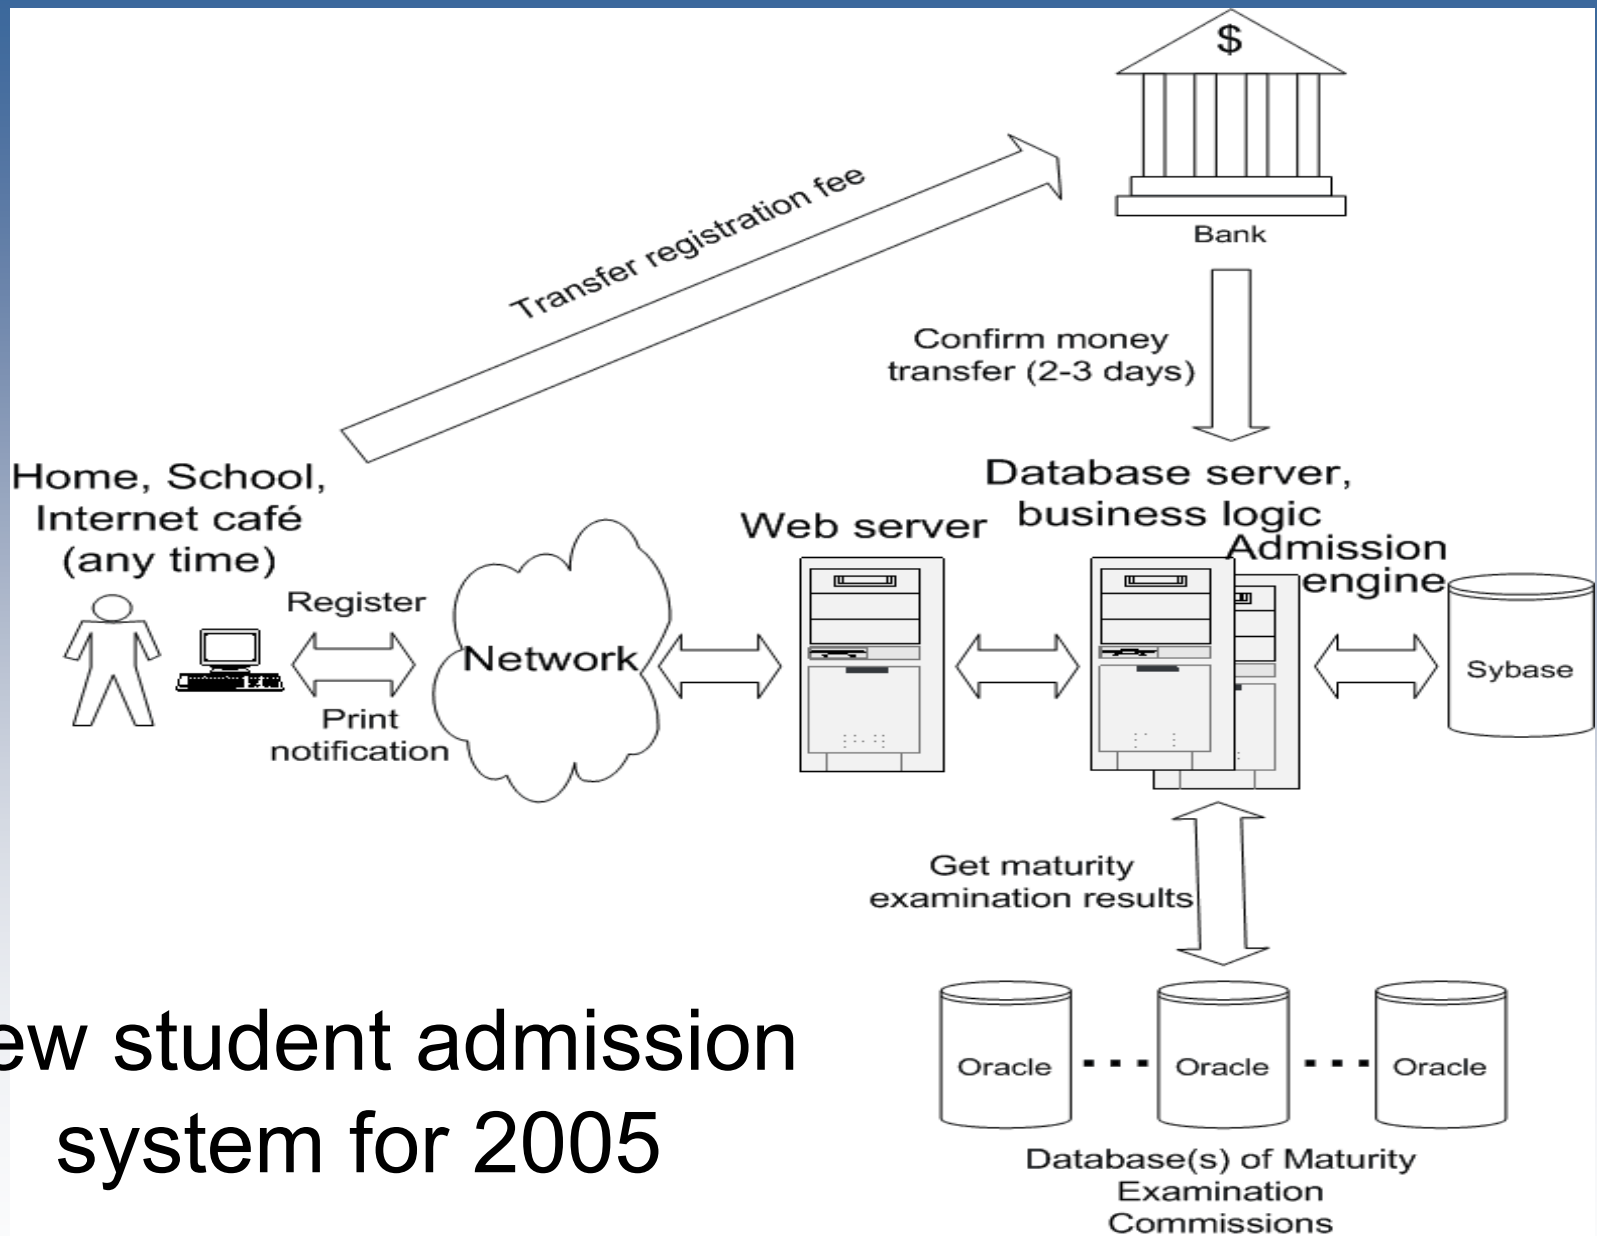 $
Bank
Transfer registration fee
Confirm money
transfer (2-3 days)
Home, School,
Internet café
(any time)
Register
Print
notification
Network
Web server
Database server,
business logic
Admission
engine
Sybase
Get maturity
examination results
Oracle ... Oracle ... Oracle
Database(s) of Maturity
Examination
Commissions
ew student admission
system for 2005